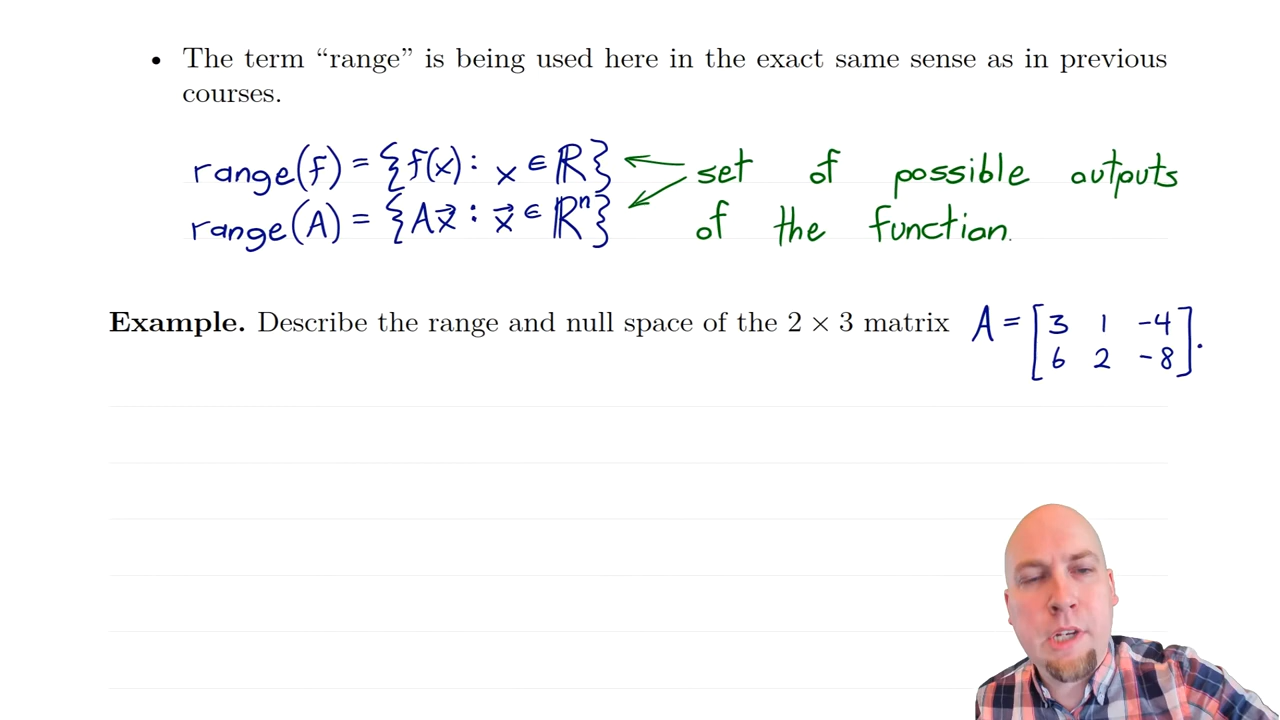 • The term “range” is being used here in the exact same sense as in previous
courses.
range(f) = {f(x) : x ∈ ℝ} set of possible outputs
range(A) = {Ax⃗ : x⃗ ∈ ℝⁿ} of the function.
Example. Describe the range and null space of the 2 × 3 matrix A = [3 1 -4
6 2 -8].